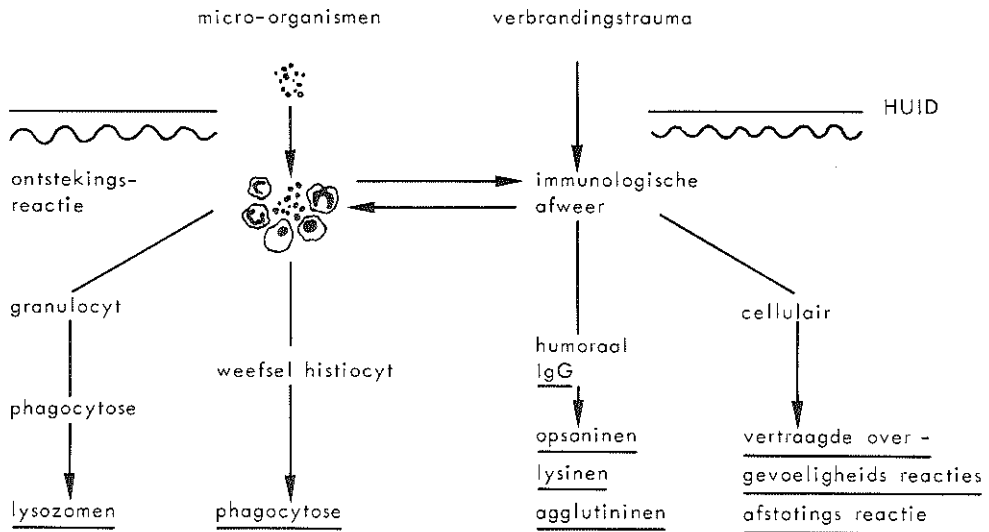 micro-organismen
verbrandingstrauma
HUID
ontstekings-
reactie
immunologische
afweer
granulocyt
cellulair
humoraal
IgG
weefsel histiocyt
phagocytose
opsoninen
lysinen
agglutininen
vertraagde over -
gevoeligheids reacties
afstotings reactie
lysozomen
phagocytose